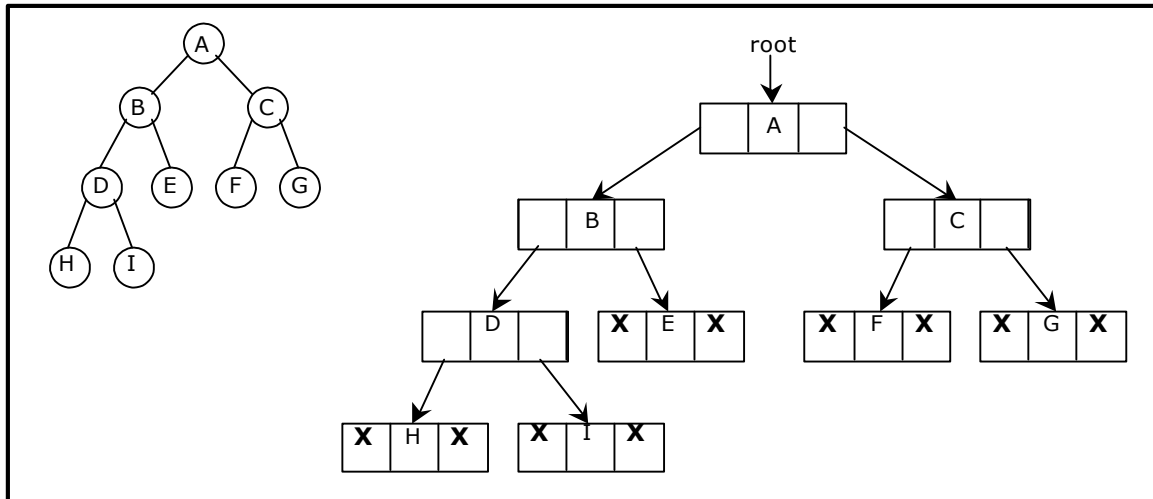 A
B C
D E F G
H I
root
A
B C
D X E X X F X X G X
X H X X I X